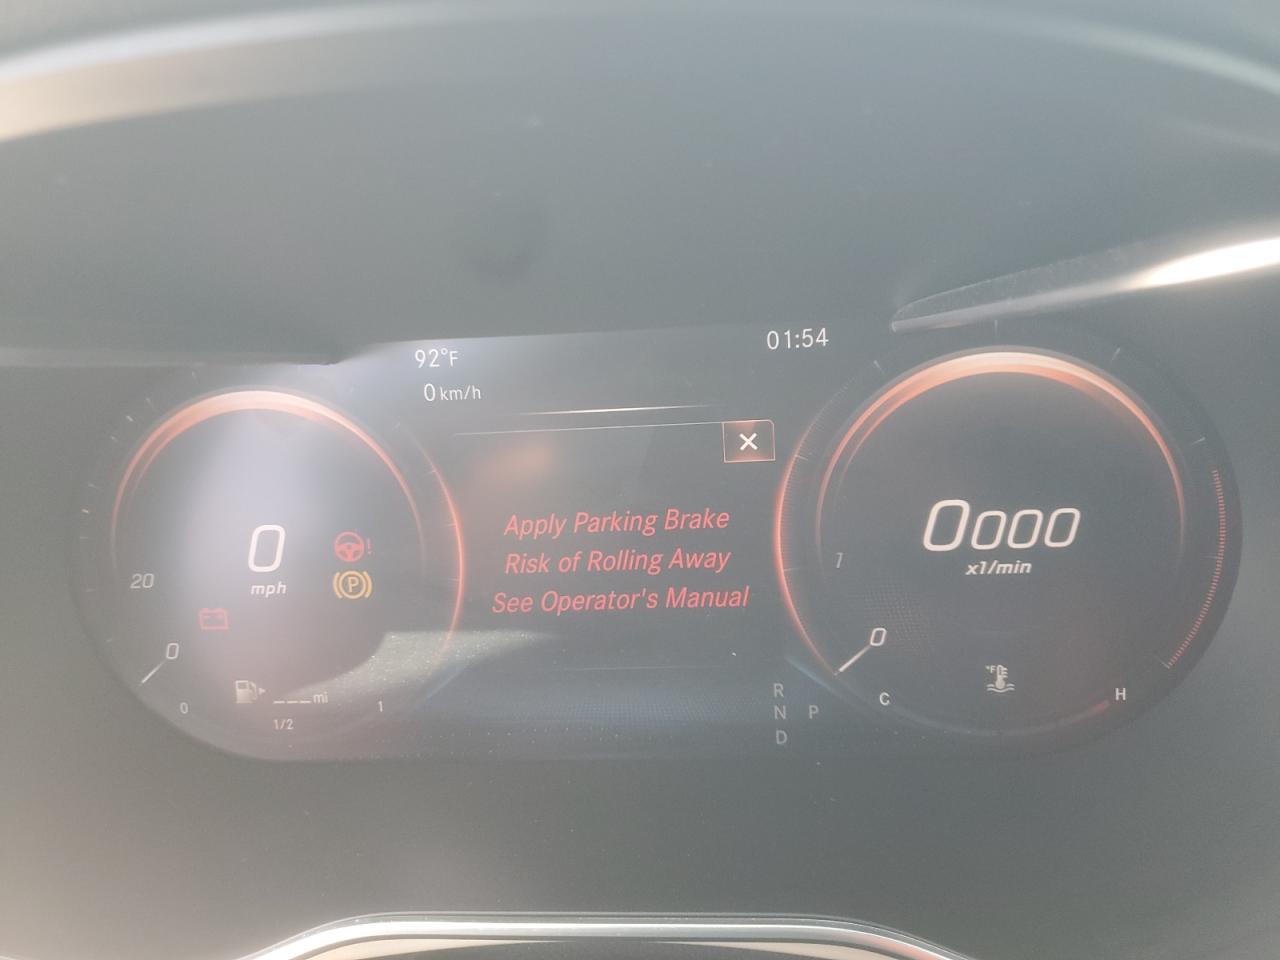 92°F
01:54
0 km/h
Apply Parking Brake
Risk of Rolling Away
See Operator's Manual
0
mph
20
0
___mi
0
1/2
1
P
!
R
N P
D
0000
x1/min
1
0
°F
C
H